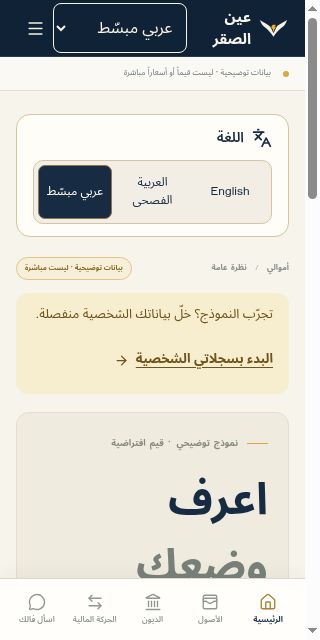 عين
الصقر
عربي مبسّط
بيانات توضيحية · ليست قيماً أو أسعاراً مباشرة
اللغة
English
العربية
الفصحى
عربي مبسّط
أموالي / نظرة عامة
بيانات توضيحية · ليست مباشرة
تجرّب النموذج؟ خلّ بياناتك الشخصية منفصلة.
البدء بسجلاتي الشخصية
نموذج توضيحي · قيم افتراضية
اعرف
وضعك
الرئيسية
الأصول
الديون
الحركة المالية
اسأل فالك